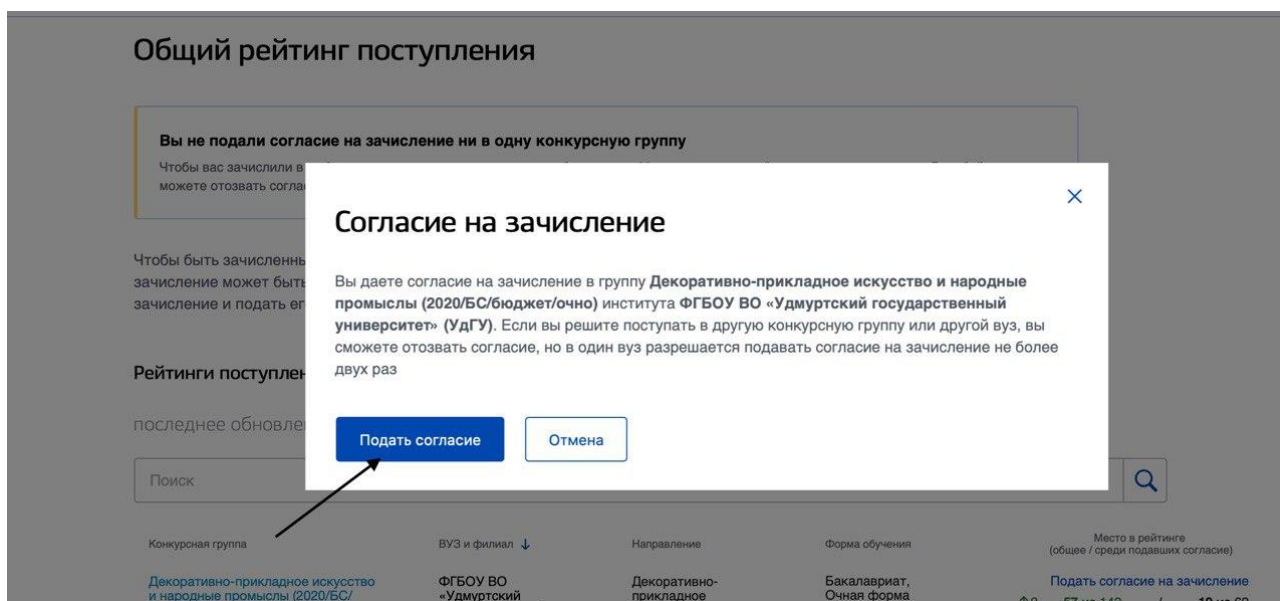 Общий рейтинг поступления
Вы не подали согласие на зачисление ни в одну конкурсную группу
Чтобы вас зачислили в
можете отозвать согла
Согласие на зачисление
Чтобы быть зачисленны
зачисление может быть
зачисление и подать ег
Вы даете согласие на зачисление в группу Декоративно-прикладное искусство и народные
промыслы (2020/БС/бюджет/очно) института ФГБОУ ВО «Удмуртский государственный
университет» (УдГУ). Если вы решите поступать в другую конкурсную группу или другой вуз, вы
сможете отозвать согласие, но в один вуз разрешается подавать согласие на зачисление не более
двух раз
Рейтинги поступлен
последнее обновле
Подать согласие
Отмена
Поиск
Конкурсная группа
ВУЗ и филиал
Направление
Форма обучения
Место в рейтинге
(общее / среди подавших согласие)
Декоративно-прикладное искусство
и народные промыслы (2020/БС/
ФГБОУ ВО
«Удмуртский
Декоративно-
прикладное
Бакалавриат,
Очная форма
Подать согласие на зачисление